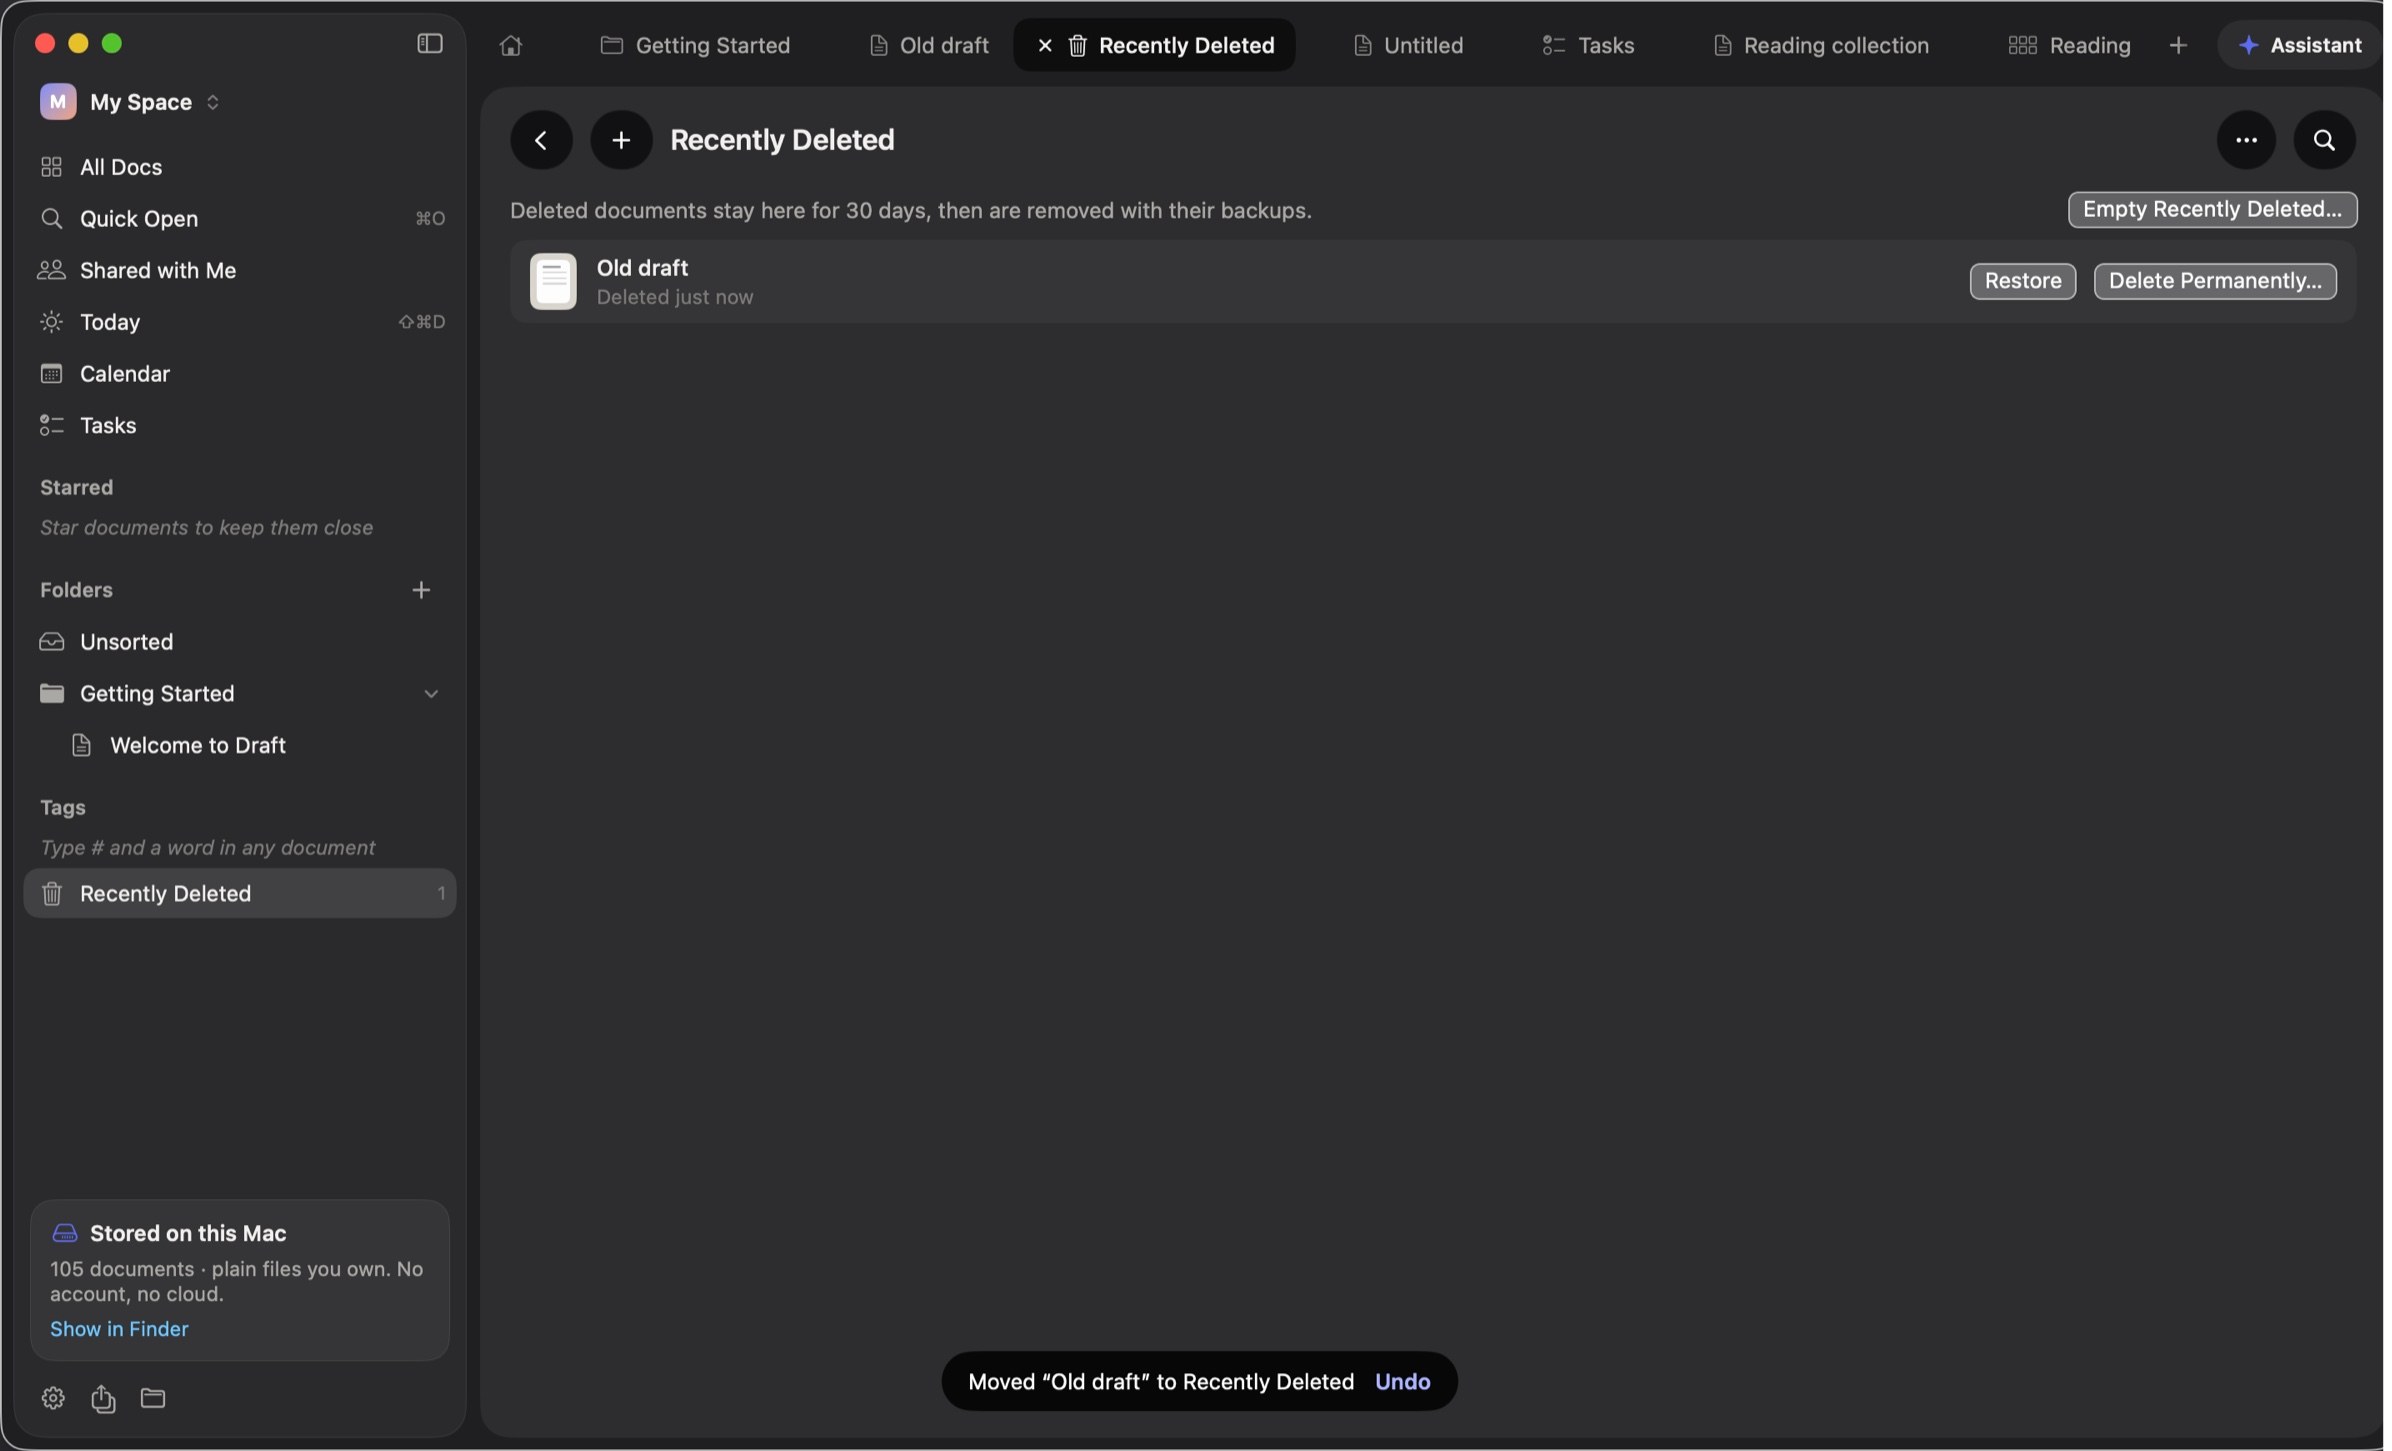 Getting Started
Old draft
Recently Deleted
Untitled
Tasks
Reading collection
Reading
Assistant
M
My Space
All Docs
Quick Open ⌘O
Shared with Me
Today ⇧⌘D
Calendar
Tasks
Starred
Star documents to keep them close
Folders
Unsorted
Getting Started
Welcome to Draft
Tags
Type # and a word in any document
Recently Deleted 1
Stored on this Mac
105 documents · plain files you own. No
account, no cloud.
Show in Finder
Recently Deleted
Deleted documents stay here for 30 days, then are removed with their backups.
Empty Recently Deleted...
Old draft
Deleted just now
Restore
Delete Permanently...
Moved “Old draft” to Recently Deleted Undo